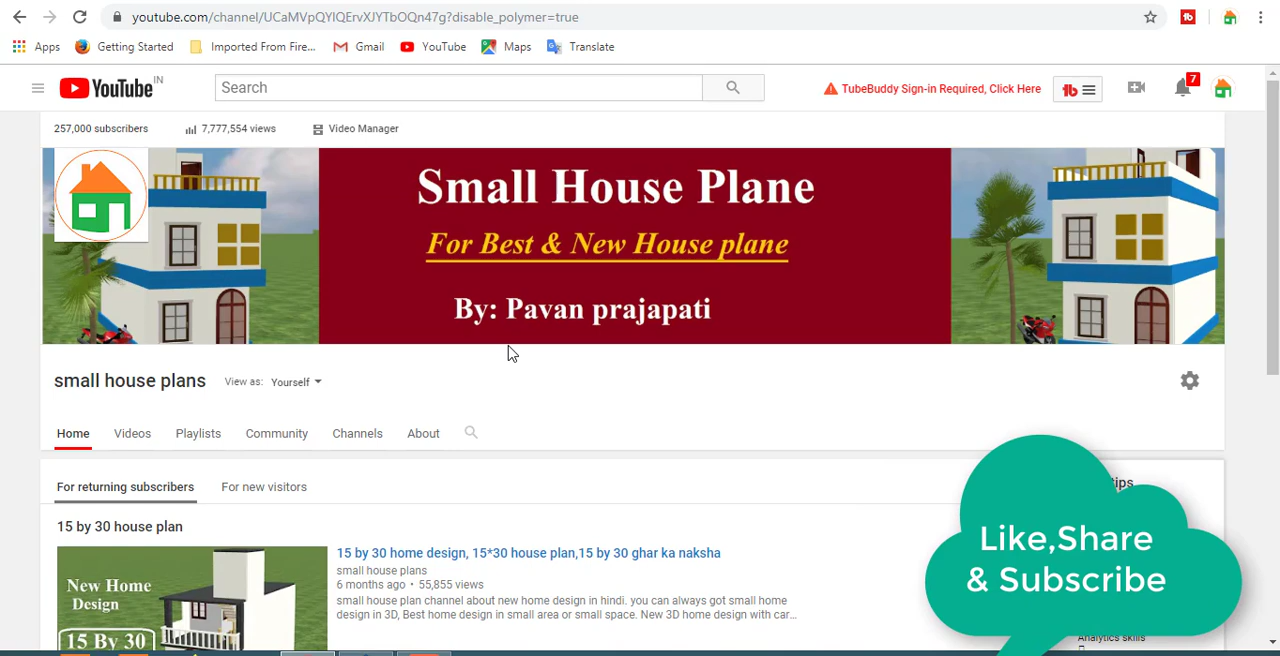 youtube.com/channel/UCaMVpQYlQErvXJYTbOQn47g?disable_polymer=true
Apps Getting Started Imported From Fire... Gmail YouTube Maps Translate
YouTube IN
Search
TubeBuddy Sign-in Required, Click Here
7
257,000 subscribers 7,777,554 views Video Manager
Small House Plane
For Best & New House plane
By: Pavan prajapati
small house plans View as: Yourself
Home Videos Playlists Community Channels About
For returning subscribers For new visitors
15 by 30 house plan
New Home
Design
15 By 30
15 by 30 home design, 15*30 house plan,15 by 30 ghar ka naksha
small house plans
6 months ago • 55,855 views
small house plan channel about new home design in hindi. you can always got small home
design in 3D, Best home design in small area or small space. New 3D home design with car...
Like,Share
& Subscribe
Analytics skills